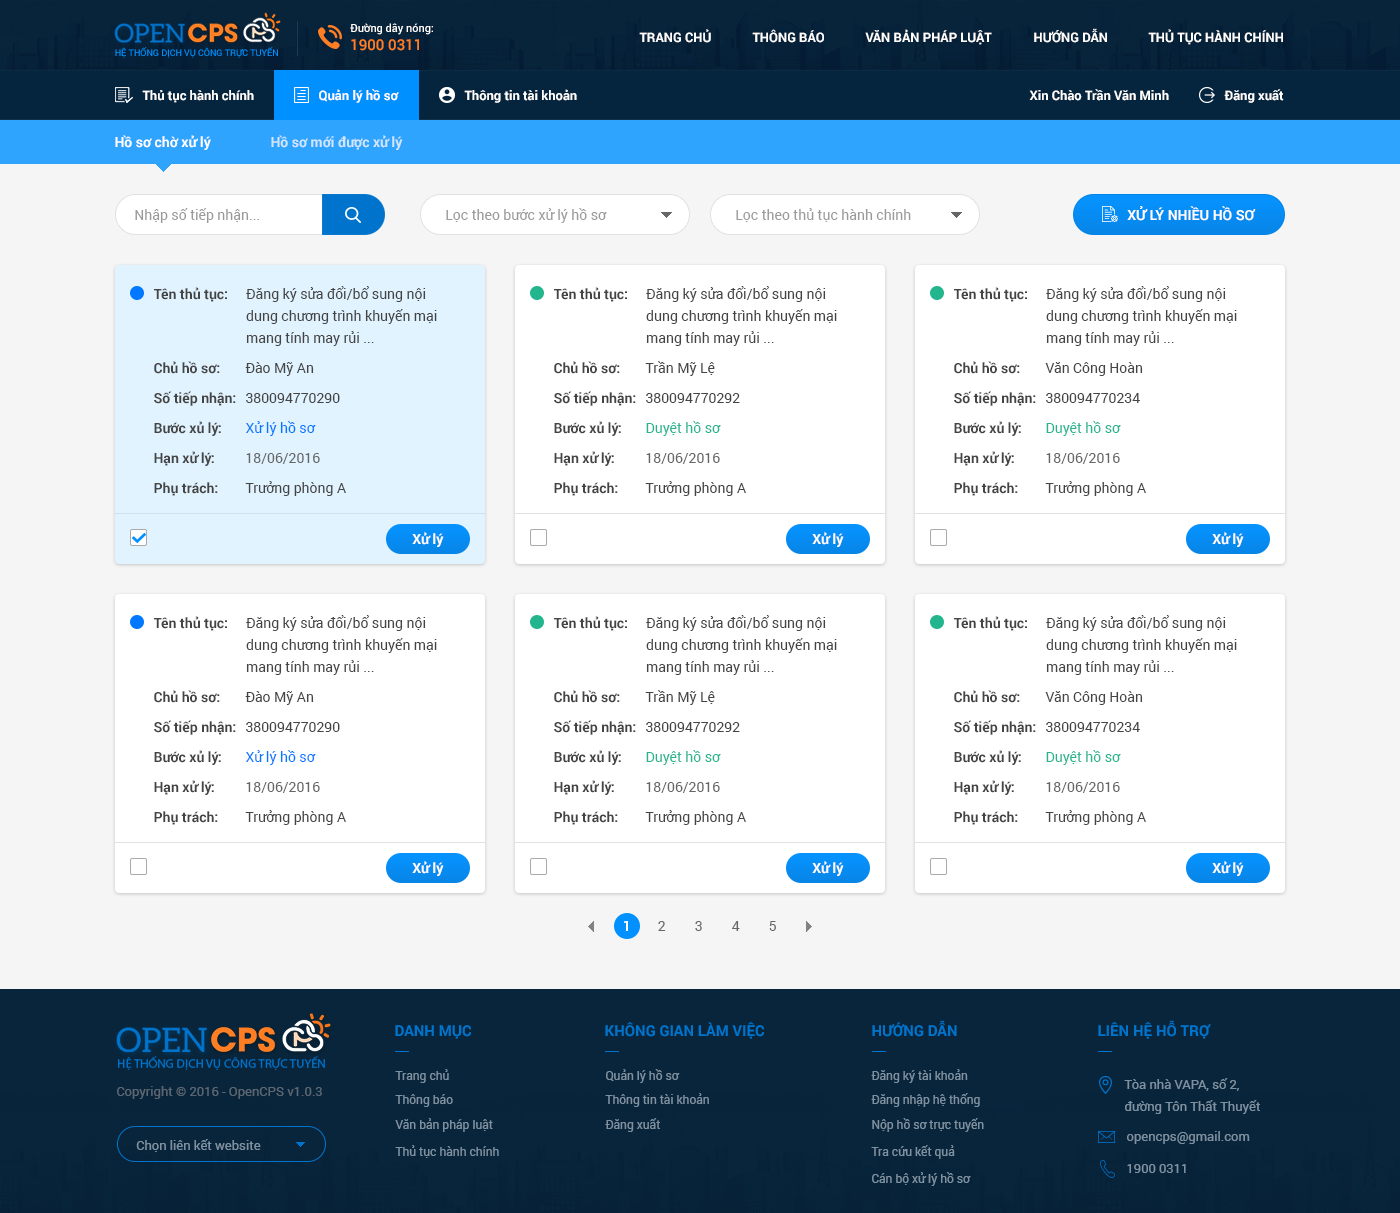 OPENCPS
HỆ THỐNG DỊCH VỤ CÔNG TRỰC TUYẾN
Đường dây nóng:
1900 0311
TRANG CHỦ THÔNG BÁO VĂN BẢN PHÁP LUẬT HƯỚNG DẪN THỦ TỤC HÀNH CHÍNH
Thủ tục hành chính Quản lý hồ sơ Thông tin tài khoản Xin Chào Trần Văn Minh Đăng xuất
Hồ sơ chờ xử lý Hồ sơ mới được xử lý
Nhập số tiếp nhận... Lọc theo bước xử lý hồ sơ Lọc theo thủ tục hành chính XỬ LÝ NHIỀU HỒ SƠ
Tên thủ tục: Đăng ký sửa đổi/bổ sung nội
dung chương trình khuyến mại
mang tính may rủi ...
Chủ hồ sơ: Đào Mỹ An
Số tiếp nhận: 380094770290
Bước xủ lý: Xử lý hồ sơ
Hạn xử lý: 18/06/2016
Phụ trách: Trưởng phòng A
Xử lý
Tên thủ tục: Đăng ký sửa đổi/bổ sung nội
dung chương trình khuyến mại
mang tính may rủi ...
Chủ hồ sơ: Trần Mỹ Lệ
Số tiếp nhận: 380094770292
Bước xủ lý: Duyệt hồ sơ
Hạn xử lý: 18/06/2016
Phụ trách: Trưởng phòng A
Xử lý
Tên thủ tục: Đăng ký sửa đổi/bổ sung nội
dung chương trình khuyến mại
mang tính may rủi ...
Chủ hồ sơ: Văn Công Hoàn
Số tiếp nhận: 380094770234
Bước xủ lý: Duyệt hồ sơ
Hạn xử lý: 18/06/2016
Phụ trách: Trưởng phòng A
Xử lý
Tên thủ tục: Đăng ký sửa đổi/bổ sung nội
dung chương trình khuyến mại
mang tính may rủi ...
Chủ hồ sơ: Đào Mỹ An
Số tiếp nhận: 380094770290
Bước xủ lý: Xử lý hồ sơ
Hạn xử lý: 18/06/2016
Phụ trách: Trưởng phòng A
Xử lý
Tên thủ tục: Đăng ký sửa đổi/bổ sung nội
dung chương trình khuyến mại
mang tính may rủi ...
Chủ hồ sơ: Trần Mỹ Lệ
Số tiếp nhận: 380094770292
Bước xủ lý: Duyệt hồ sơ
Hạn xử lý: 18/06/2016
Phụ trách: Trưởng phòng A
Xử lý
Tên thủ tục: Đăng ký sửa đổi/bổ sung nội
dung chương trình khuyến mại
mang tính may rủi ...
Chủ hồ sơ: Văn Công Hoàn
Số tiếp nhận: 380094770234
Bước xủ lý: Duyệt hồ sơ
Hạn xử lý: 18/06/2016
Phụ trách: Trưởng phòng A
Xử lý
1 2 3 4 5
OPENCPS
HỆ THỐNG DỊCH VỤ CÔNG TRỰC TUYẾN
Copyright © 2016 - OpenCPS v1.0.3
Chọn liên kết website
DANH MỤC
Trang chủ
Thông báo
Văn bản pháp luật
Thủ tục hành chính
KHÔNG GIAN LÀM VIỆC
Quản lý hồ sơ
Thông tin tài khoản
Đăng xuất
HƯỚNG DẪN
Đăng ký tài khoản
Đăng nhập hệ thống
Nộp hồ sơ trực tuyến
Tra cứu kết quả
Cán bộ xử lý hồ sơ
LIÊN HỆ HỖ TRỢ
Tòa nhà VAPA, số 2,
đường Tôn Thất Thuyết
opencps@gmail.com
1900 0311